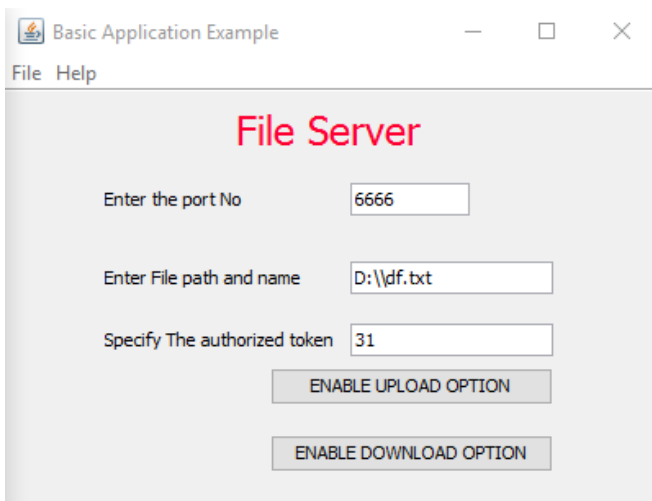 Basic Application Example
File Help
File Server
Enter the port No 6666
Enter File path and name D:\\df.txt
Specify The authorized token 31
ENABLE UPLOAD OPTION
ENABLE DOWNLOAD OPTION